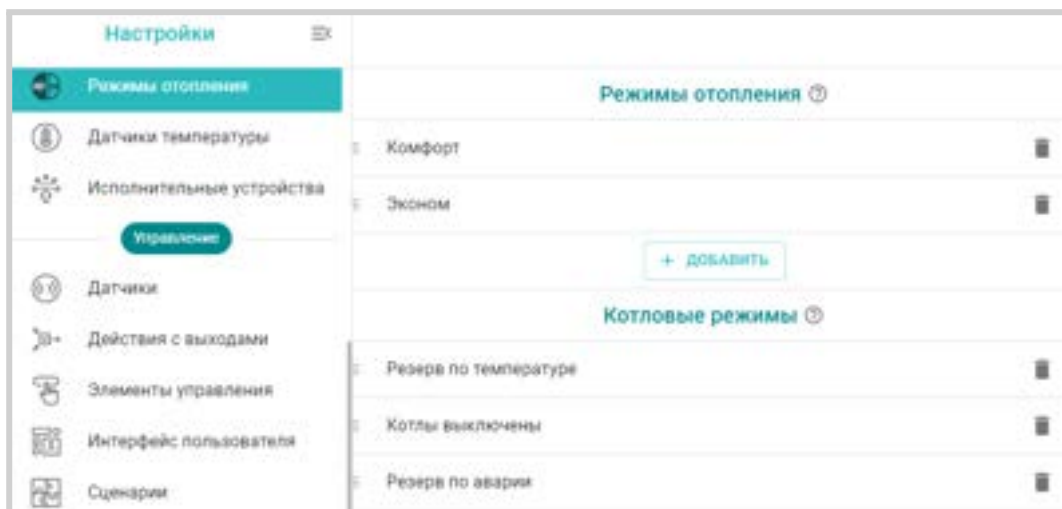 Настройки
Режимы отопления
Датчики температуры
Исполнительные устройства
Управление
Датчики
Действия с выходами
Элементы управления
Интерфейс пользователя
Сценарии
Режимы отопления
Комфорт
Эконом
+ ДОБАВИТЬ
Котловые режимы
Резерв по температуре
Котлы выключены
Резерв по аварии